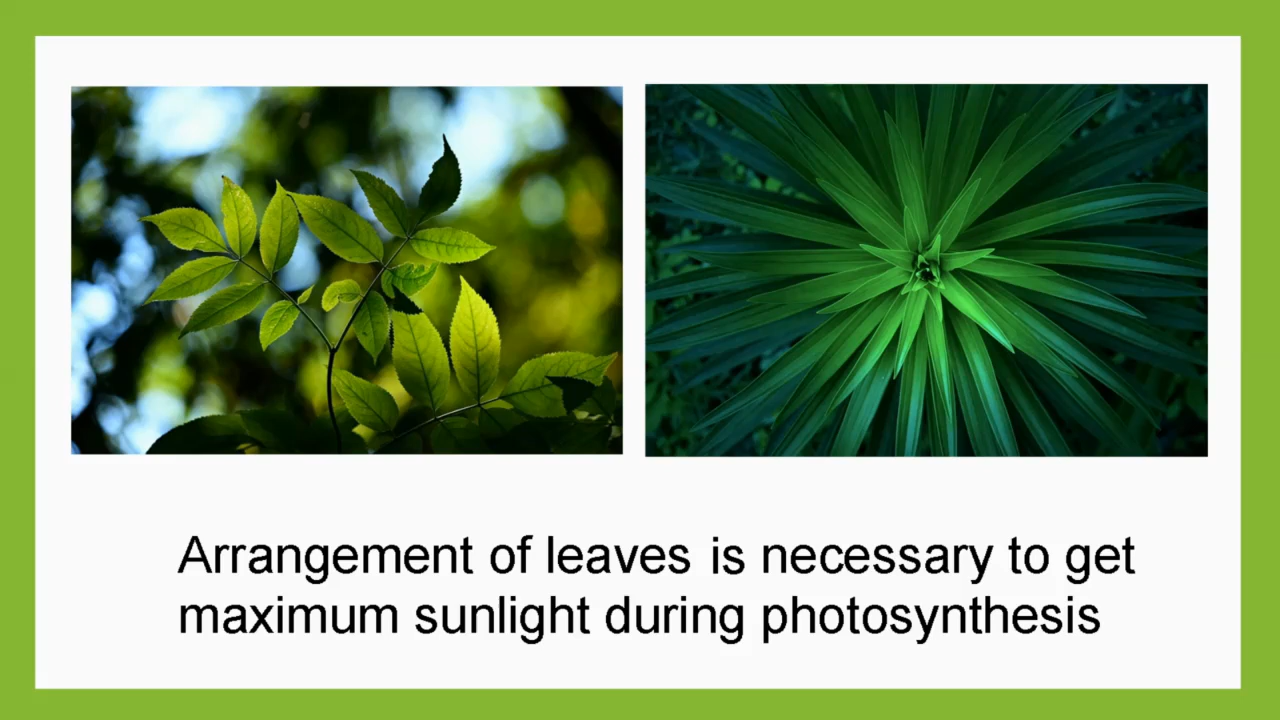 Arrangement of leaves is necessary to get
maximum sunlight during photosynthesis